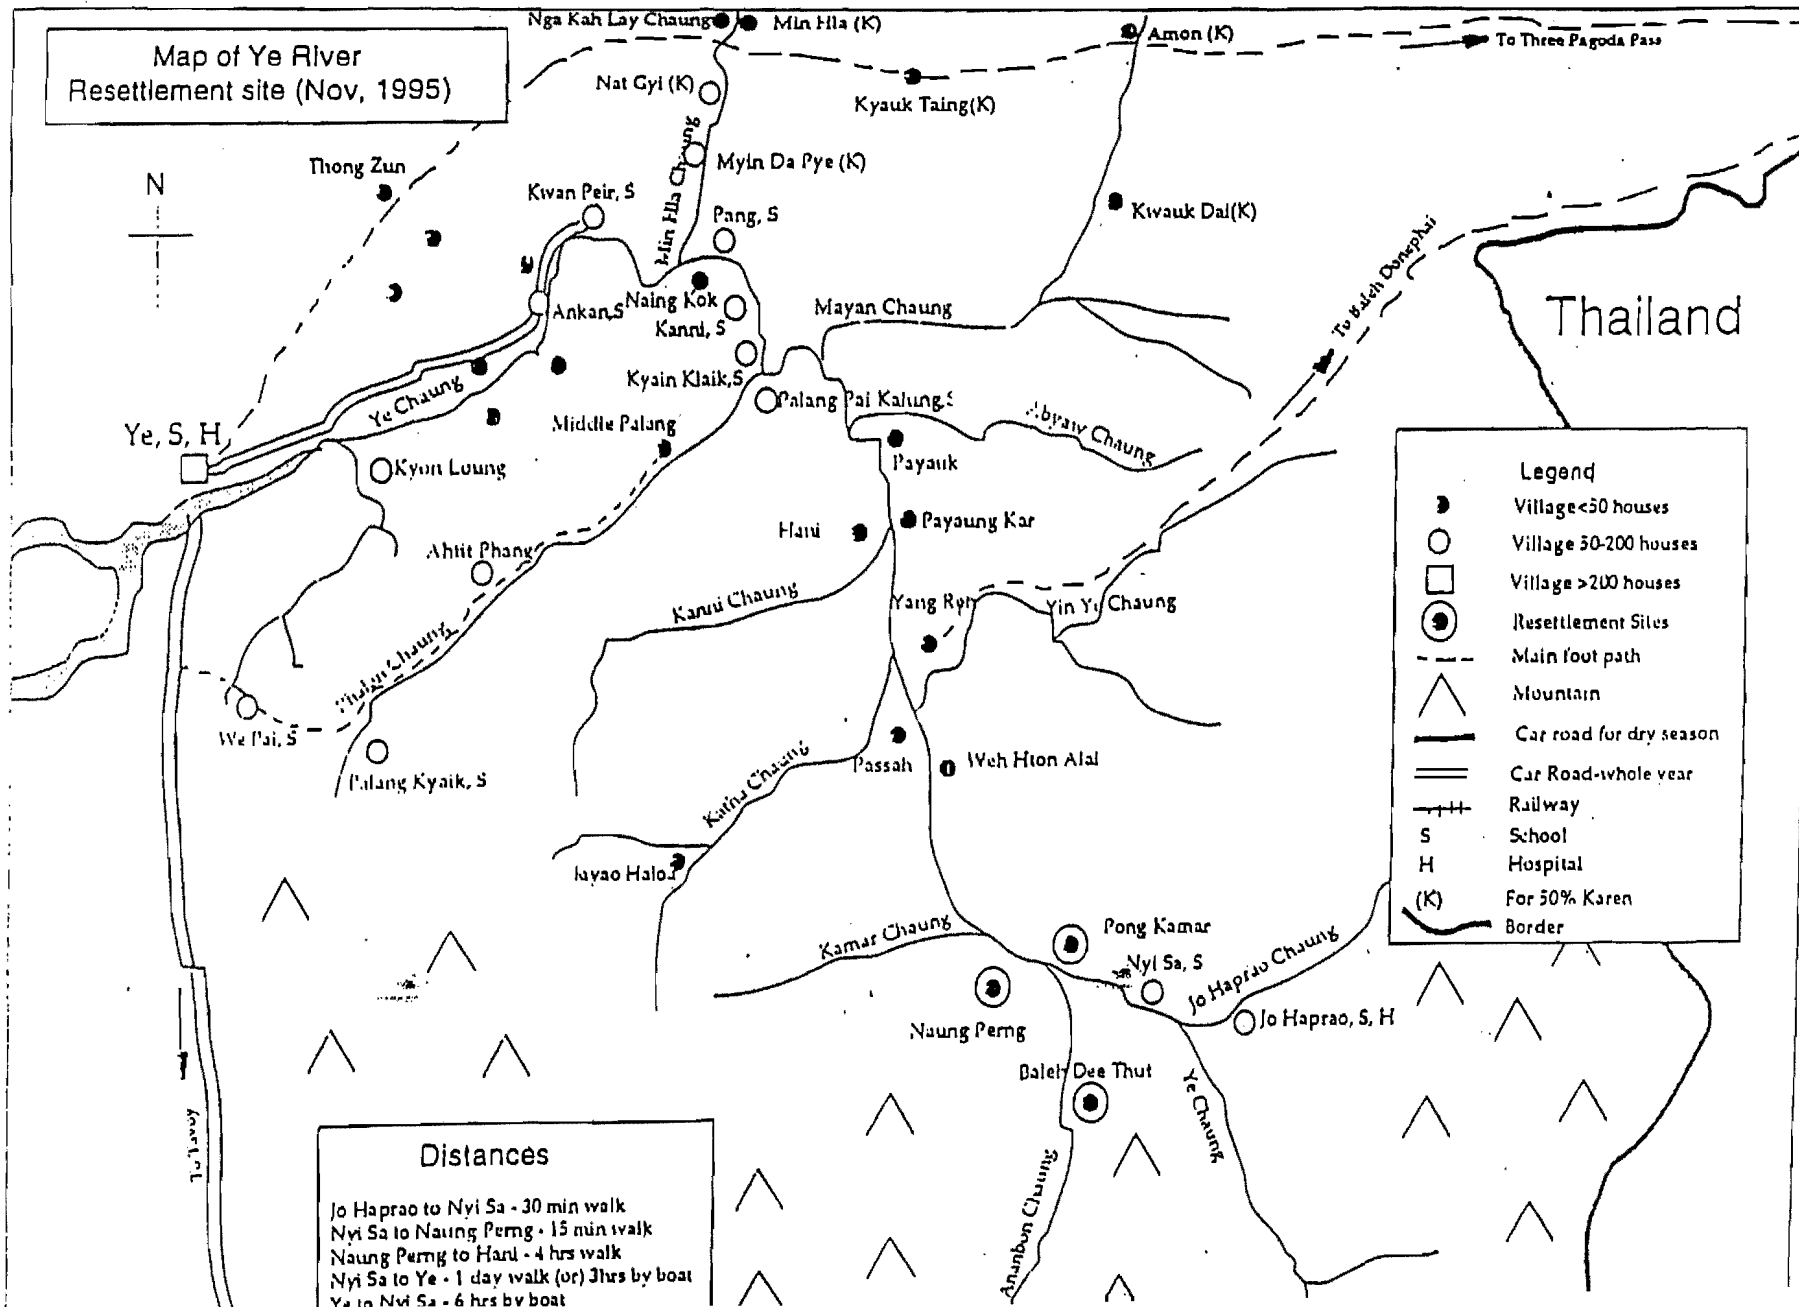 Map of Ye River
Resettlement site (Nov, 1995)
Nga Kah Lay Chaung
Min Hla (K)
Amon (K)
To Three Pagoda Pass
Nat Gyi (K)
Kyauk Taing(K)
Min Hla Chaung
Myin Da Pye (K)
Thong Zun
N
Kwan Peir, S
Pang, S
Kwauk Dal(K)
To Baleh Donephai
Thailand
Ankan,S
Naing Kok
Kanni, S
Mayan Chaung
Kyain Klaik, S
Ye Chaung
Palang Pai Kalung,S
Abyaw Chaung
Middle Palang
Ye, S, H
Kyon Loung
Payauk
Hani
Payaung Kar
Ahtit Phang
Kanni Chaung
Yang
Yin Ye Chaung
Chaung
We Pai, S
Palang Kyaik, S
Passah
Weh Hton Alal
Katha Chaung
Kamar Chaung
Pong Kamar
Nyi Sa, S
Jo Haprao Chaung
Jo Haprao, S, H
Naung Perng
Baleh Dee Thut
Ye Chaung
Ananbon Chaung
Legend
Village<50 houses
Village 50-200 houses
Village >200 houses
Resettlement Sites
Main foot path
Mountain
Car road for dry season
Car Road-whole year
Railway
S School
H Hospital
(K) For 50% Karen
Border
Distances
Jo Haprao to Nyi Sa - 30 min walk
Nyi Sa to Naung Perng - 15 min walk
Naung Perng to Hani - 4 hrs walk
Nyi Sa to Ye - 1 day walk (or) 3hrs by boat
Ye to Nyi Sa - 6 hrs by boat